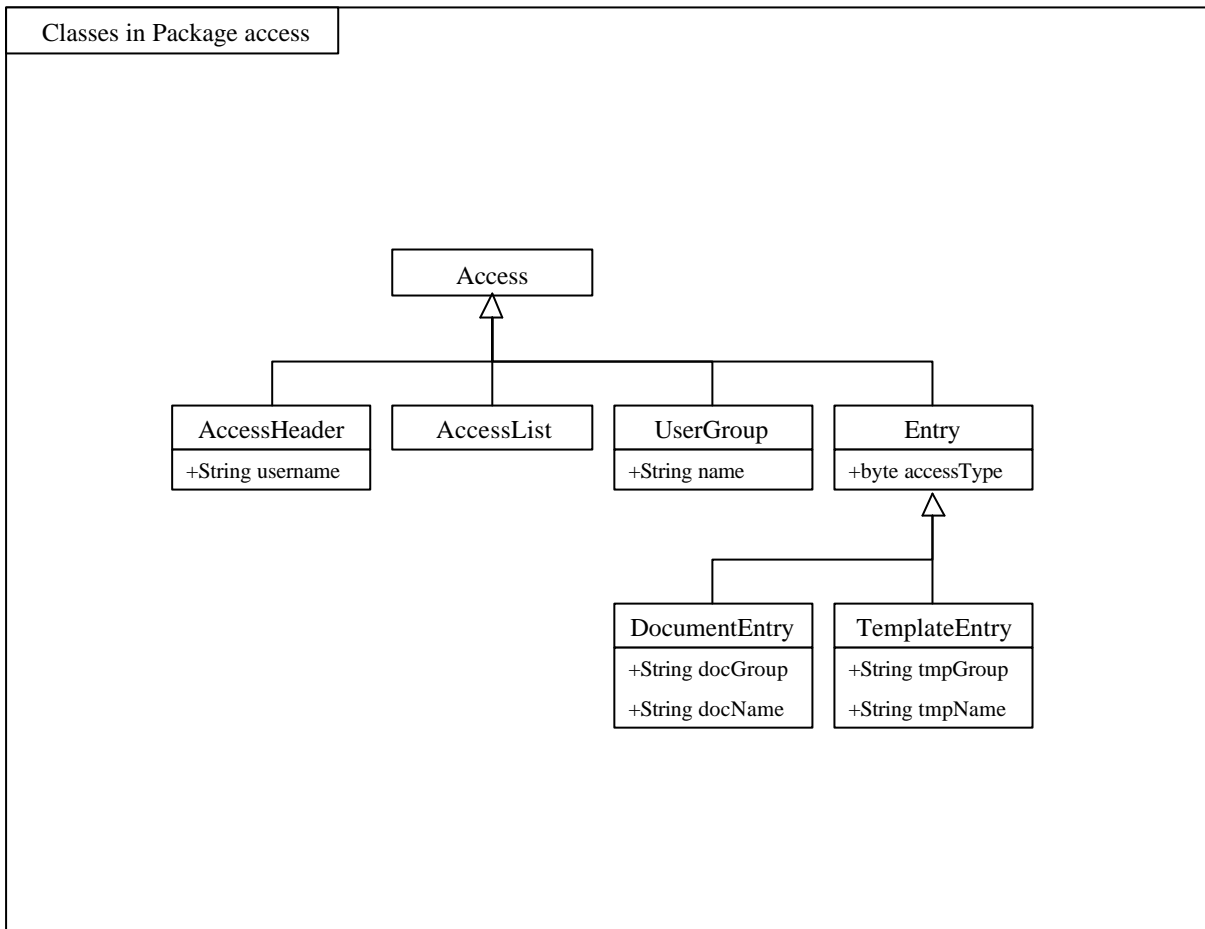 Classes in Package access
Access
AccessHeader
+String username
AccessList
UserGroup
+String name
Entry
+byte accessType
DocumentEntry
+String docGroup
+String docName
TemplateEntry
+String tmpGroup
+String tmpName